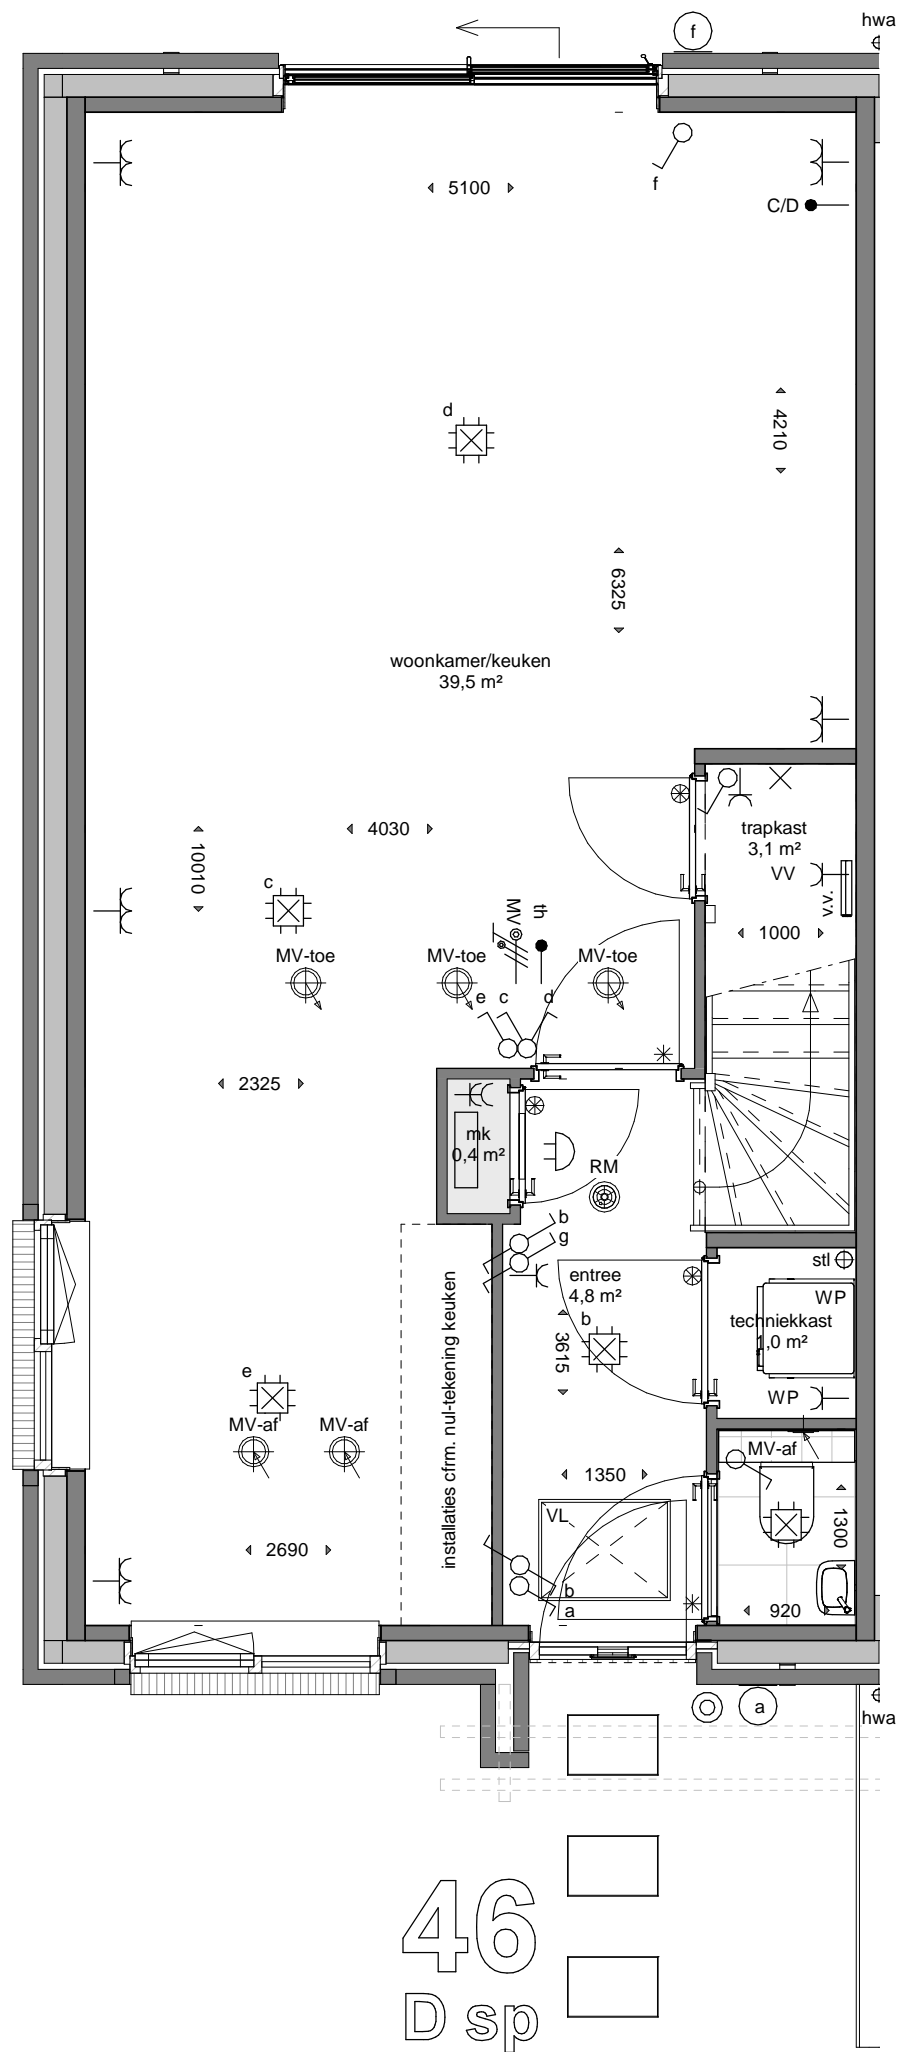 hwa
f
f
5100
C/D
d
4210
6325
woonkamer/keuken
39,5 m²
trapkast
3,1 m²
VV
v.v.
4030
10010
c
MV
th
1000
MV-toe
MV-toe
MV-toe
e
c
d
2325
mk
0,4 m²
RM
b
g
stl
entree
4,8 m²
WP
techniekkast
1,0 m²
b
3615
installaties cfrm. nul-tekening keuken
e
WP
MV-af
MV-af
MV-af
1350
VL
1300
2690
b
a
920
a
hwa
46
D sp